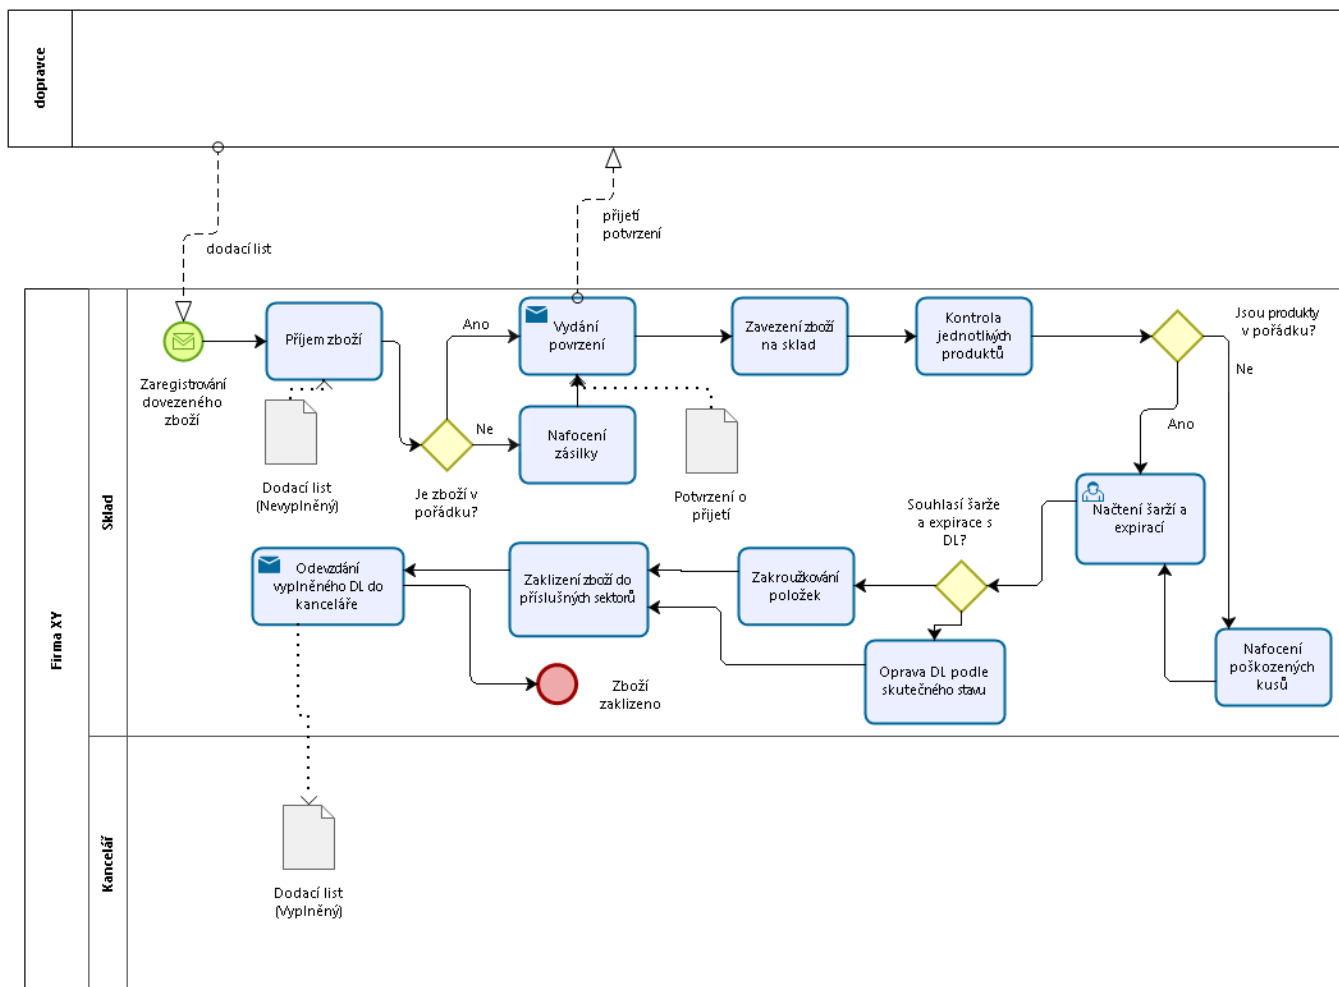 dopravce
dodací list
přijetí
potvrzení
Firma XY
Sklad
Kancelář
Zaregistrování
dovezeného
zboží
Příjem zboží
Dodací list
(Nevyplněný)
Ano
Ne
Je zboží v
pořádku?
Vydání
povrzení
Nafocení
zásilky
Potvrzení o
přijetí
Zavezení zboží
na sklad
Kontrola
jednotlivých
produktů
Jsou produkty
v pořádku?
Ne
Ano
Načtení šarží a
expirací
Nafocení
poškozených
kusů
Souhlasí šarže
a expirace s
DL?
Zakroužkování
položek
Oprava DL podle
skutečného stavu
Zaklizení zboží do
příslušných sektorů
Odevzdání
vyplněného DL do
kanceláře
Zboží
zaklizeno
Dodací list
(Vyplněný)